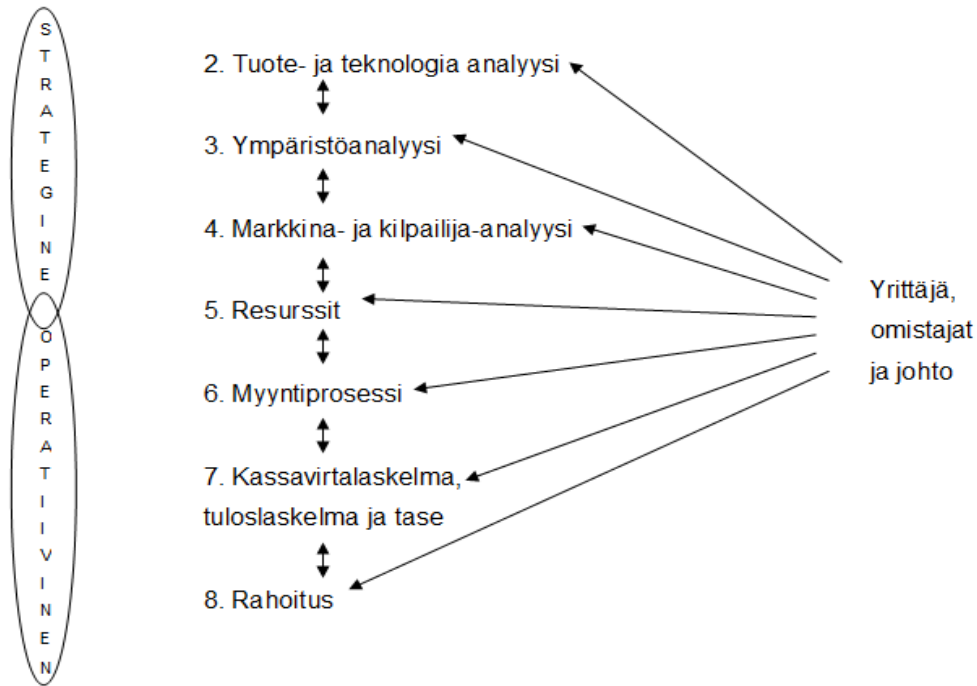 STRATEGINE
OPERATIIVINEN
2. Tuote- ja teknologia analyysi
3. Ympäristöanalyysi
4. Markkina- ja kilpailija-analyysi
5. Resurssit
6. Myyntiprosessi
7. Kassavirtalaskelma,
tuloslaskelma ja tase
8. Rahoitus
Yrittäjä,
omistajat
ja johto